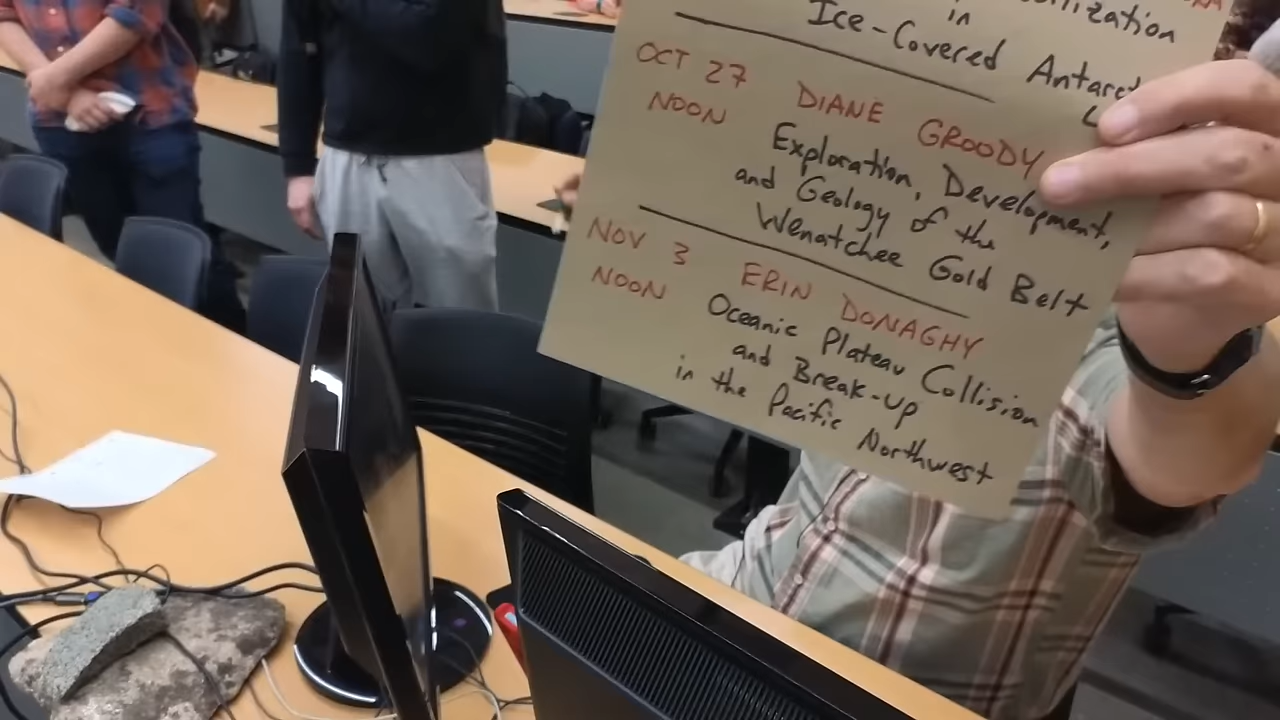 in
Ice-Covered
OCT 27 DIANE GROODY
NOON Exploration, Development,
and Geology of the
Wenatchee Gold Belt
NOV 3 ERIN DONAGHY
NOON Oceanic Plateau Collision
and Break-up
in the Pacific Northwest